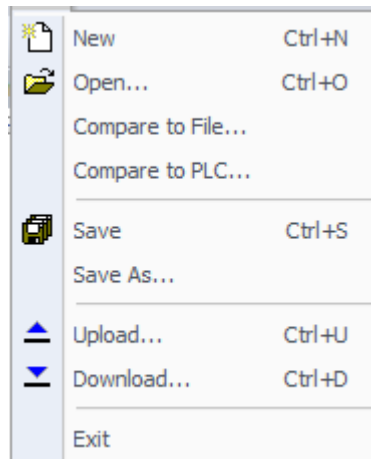 New Ctrl+N
Open... Ctrl+O
Compare to File...
Compare to PLC...
Save Ctrl+S
Save As...
Upload... Ctrl+U
Download... Ctrl+D
Exit